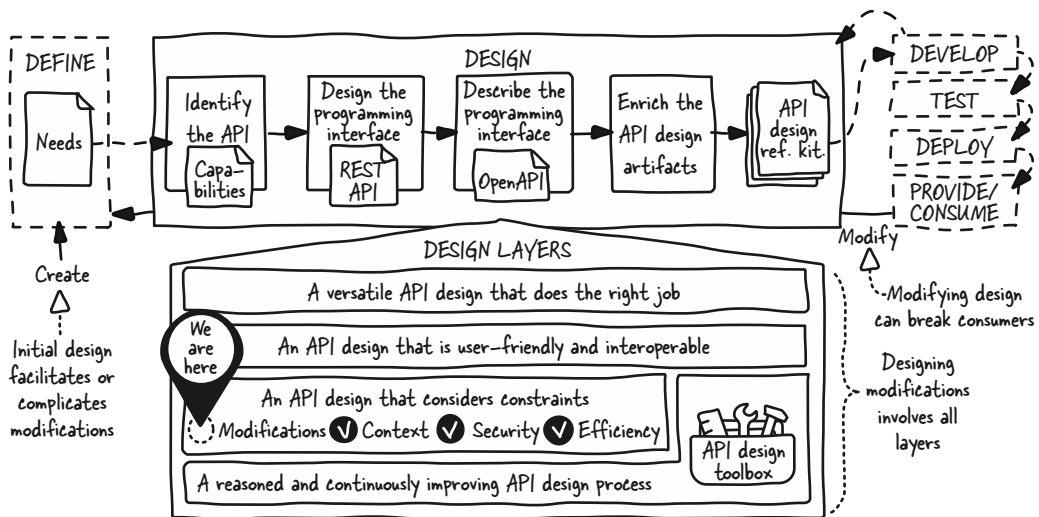 DEFINE
Needs
Create
Initial design
facilitates or
complicates
modifications
DESIGN
Identify
the API
Capa-
bilities
Design the
programming
interface
REST
API
Describe the
programming
interface
OpenAPI
Enrich the
API design
artifacts
API
design
ref. kit.
DEVELOP
TEST
DEPLOY
PROVIDE/
CONSUME
Modify
Modifying design
can break consumers
DESIGN LAYERS
A versatile API design that does the right job
We
are
here
An API design that is user-friendly and interoperable
An API design that considers constraints
Modifications Context Security Efficiency
A reasoned and continuously improving API design process
API design
toolbox
Designing
modifications
involves all
layers